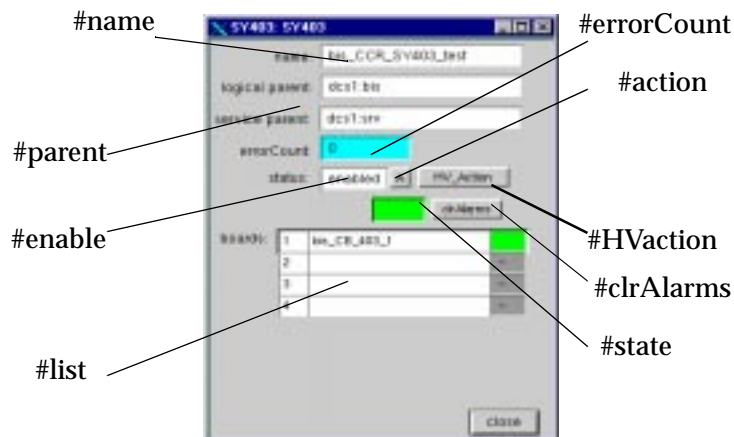 #name
SY403: SY403
#errorCount
name: bis_CCR_SY403_test
#action
logical parent: dcs1:bis
service parent: dcs1:srv
#parent
errorCount: 0
status: enabled A HV_Action
clrAlarms
#enable
boards: 1 bis_CB_403_1
#HVaction
2
#clrAlarms
3
4
#state
#list
close